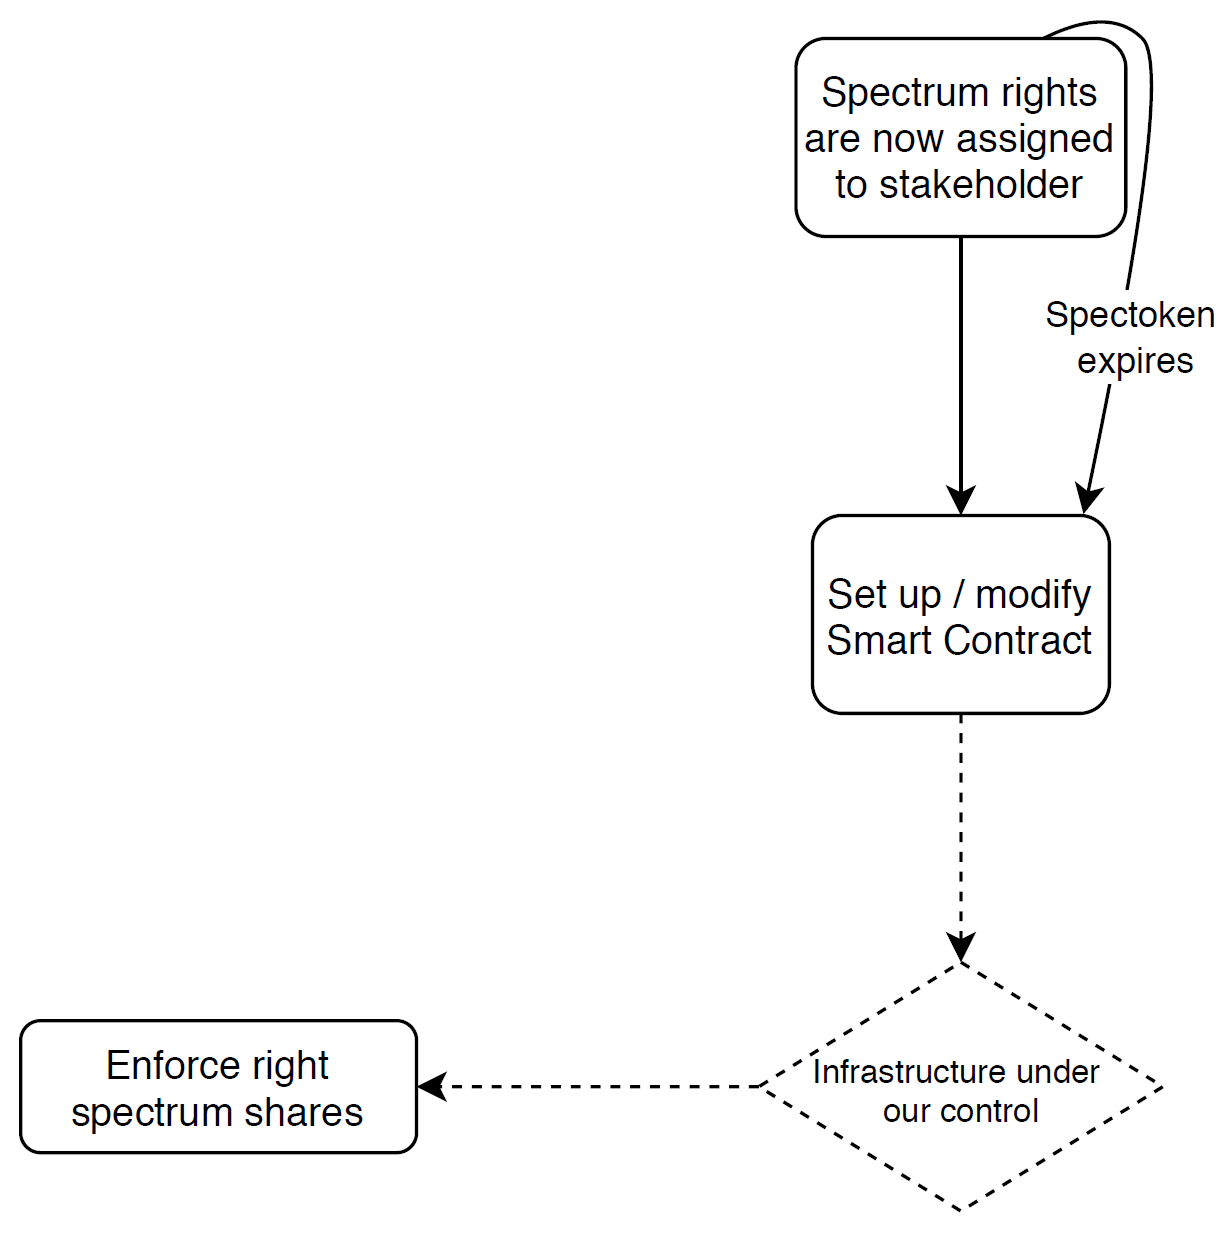 Spectrum rights
are now assigned
to stakeholder
Spectoken
expires
Set up / modify
Smart Contract
Infrastructure under
our control
Enforce right
spectrum shares